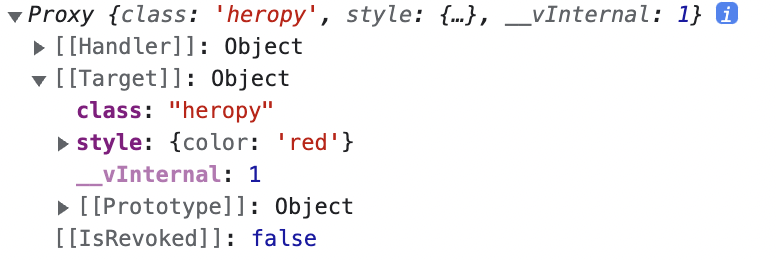 ▼Proxy {class: 'heropy', style: {…}, __vInternal: 1} i
▶[[Handler]]: Object
▼[[Target]]: Object
class: "heropy"
▶style: {color: 'red'}
__vInternal: 1
▶[[Prototype]]: Object
[[IsRevoked]]: false